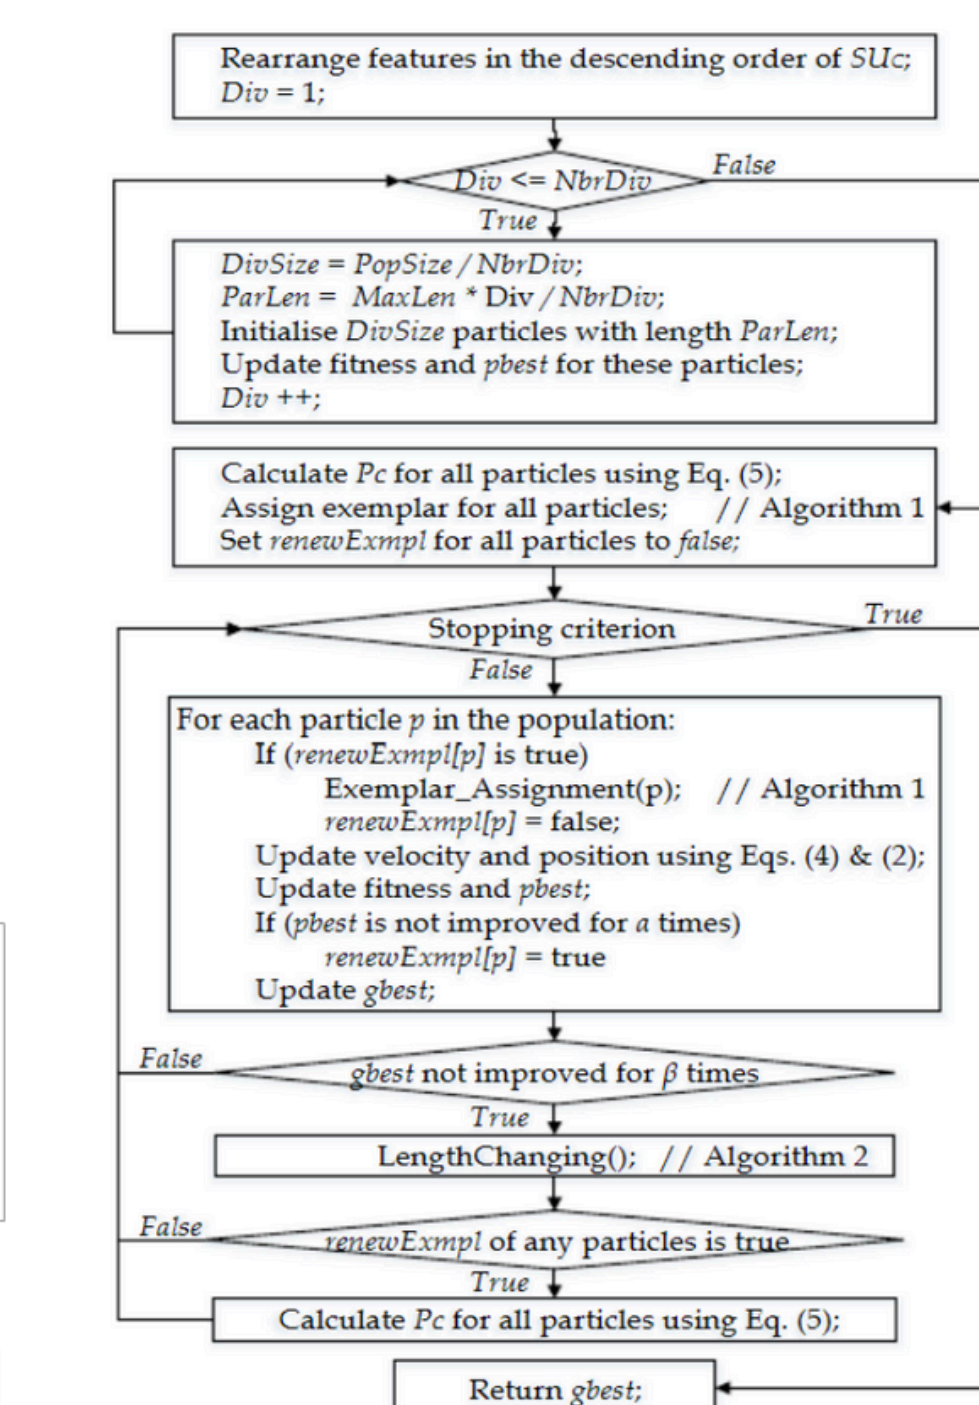 Rearrange features in the descending order of SUc;
Div = 1;
Div <= NbrDiv
False
True
DivSize = PopSize / NbrDiv;
ParLen = MaxLen * Div / NbrDiv;
Initialise DivSize particles with length ParLen;
Update fitness and pbest for these particles;
Div ++;
Calculate Pc for all particles using Eq. (5);
Assign exemplar for all particles; // Algorithm 1
Set renewExmpl for all particles to false;
Stopping criterion
True
False
For each particle p in the population:
If (renewExmpl[p] is true)
Exemplar_Assignment(p); // Algorithm 1
renewExmpl[p] = false;
Update velocity and position using Eqs. (4) & (2);
Update fitness and pbest;
If (pbest is not improved for a times)
renewExmpl[p] = true
Update gbest;
False
gbest not improved for β times
True
LengthChanging(); // Algorithm 2
False
renewExmpl of any particles is true
True
Calculate Pc for all particles using Eq. (5);
Return gbest;